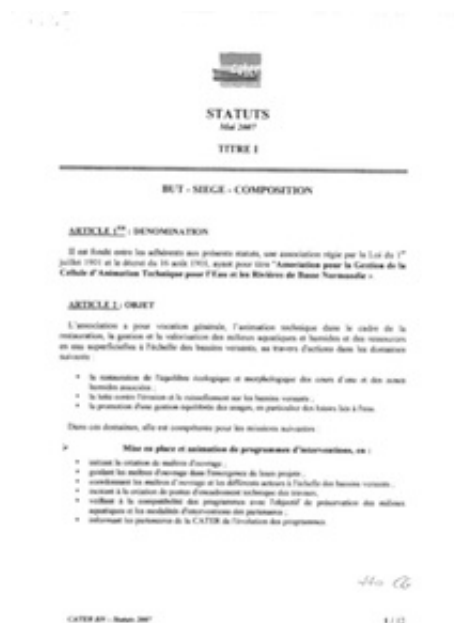 cater
STATUTS
Mai 2007
TITRE I
BUT - SIEGE - COMPOSITION
ARTICLE 1er : DENOMINATION
Il est fondé entre les adhérents aux présents statuts, une association régie par la Loi du 1er
juillet 1901 et le décret du 16 août 1901, ayant pour titre "Association pour la Gestion de la
Cellule d'Animation Technique pour l'Eau et les Rivières de Basse Normandie »
ARTICLE 2 : OBJET
L'association a pour vocation générale, l'animation technique dans le cadre de la
restauration, la gestion et la valorisation des milieux aquatiques et humides et des ressources
en eau superficielles à l'échelle des bassins versants, au travers d'actions dans les domaines
suivants :
• la restauration de l'équilibre écologique et morphologique des cours d'eau et des zones
humides associées ;
• la lutte contre l'érosion et le ruissellement sur les bassins versants ;
• la promotion d'une gestion équilibrée des usages, en particulier des loisirs liés à l'eau.
Dans ces domaines, elle est compétente pour les missions suivantes
➢ Mise en place et animation de programmes d'interventions, en :
• initiant la création de maîtres d'ouvrage ;
• guidant les maîtres d'ouvrage dans l'émergence de leurs projets ;
• coordonnant les maîtres d'ouvrage et les différents acteurs à l'échelle des bassins versants ;
• incitant à la création de postes d'encadrement technique des travaux,
• veillant à la compatibilité des programmes avec l'objectif de préservation des milieux
aquatiques et les modalités d'interventions des partenaires ;
• informant les partenaires de la CATER de l'évolution des programmes
CATER BN – Statuts 2007
1 / 12